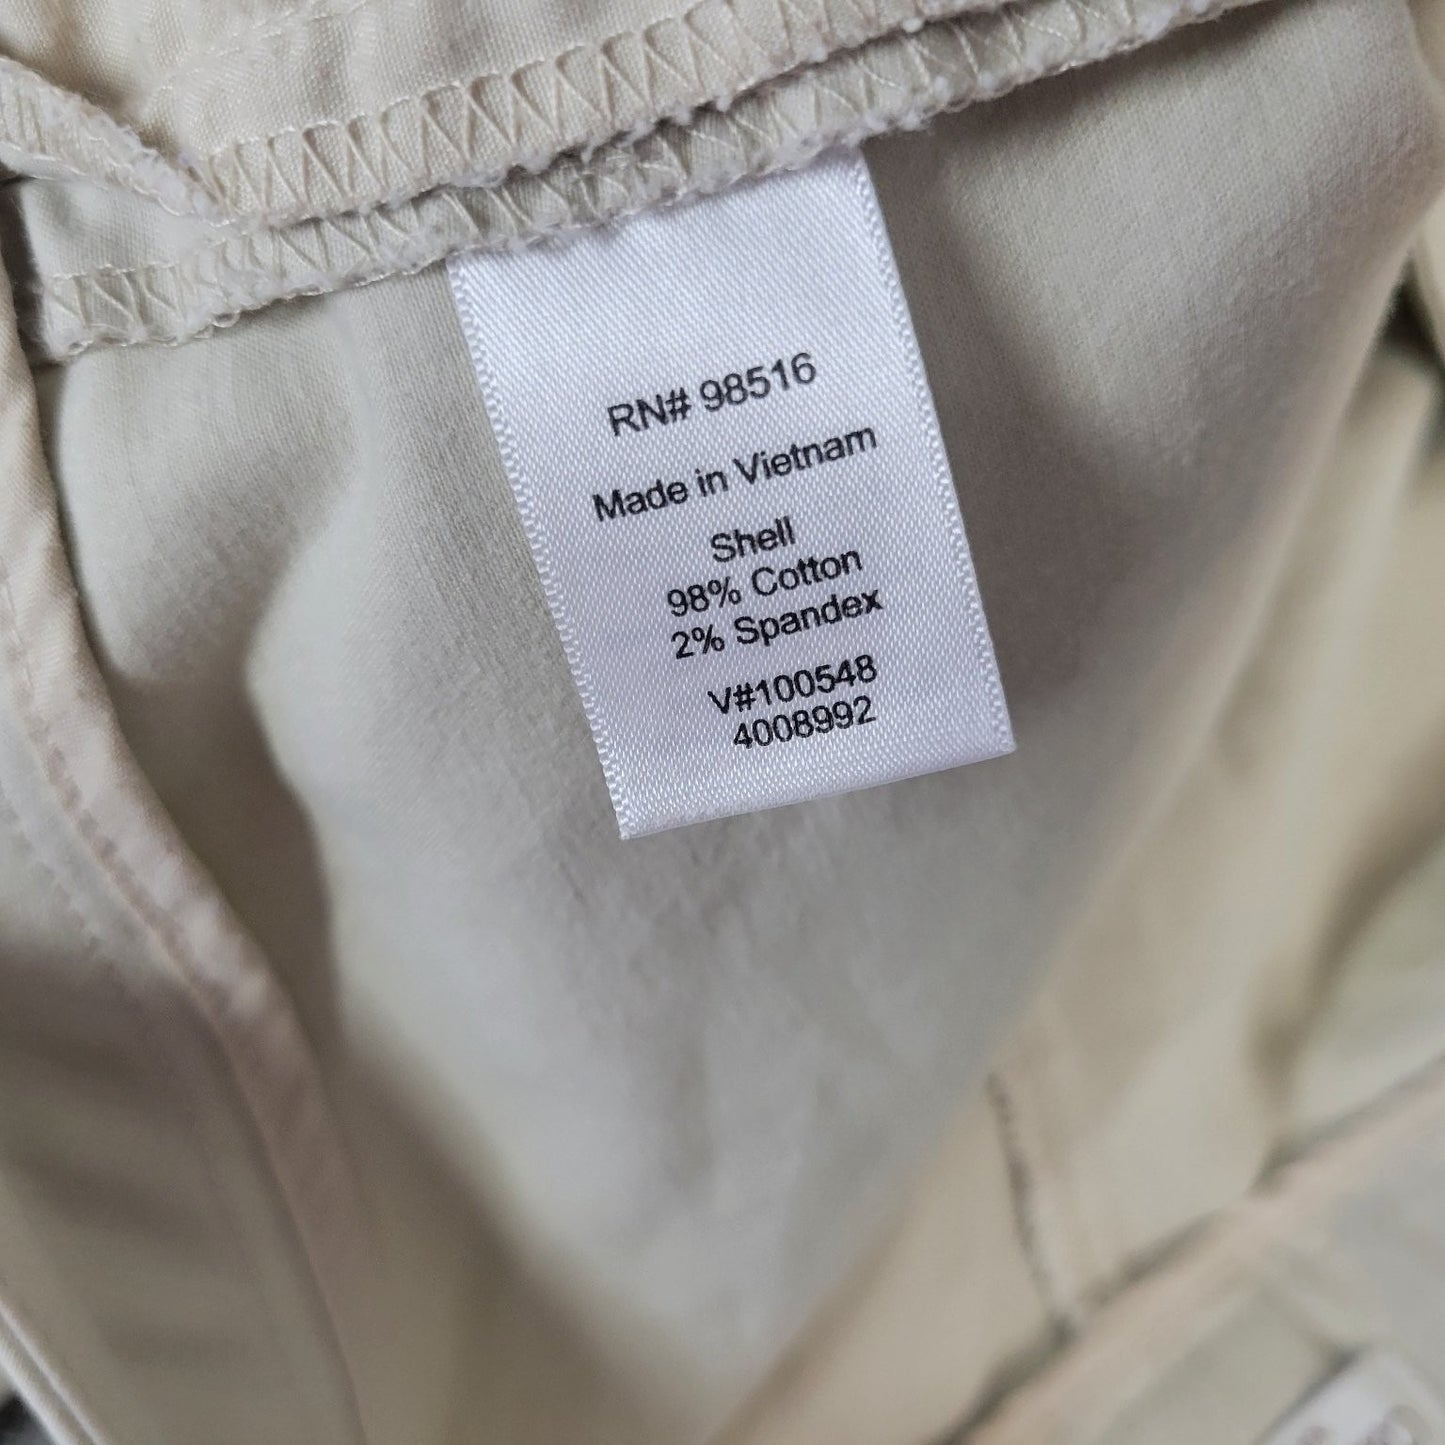 RN# 98516
Made in Vietnam
Shell
98% Cotton
2% Spandex
V#100548
4008992